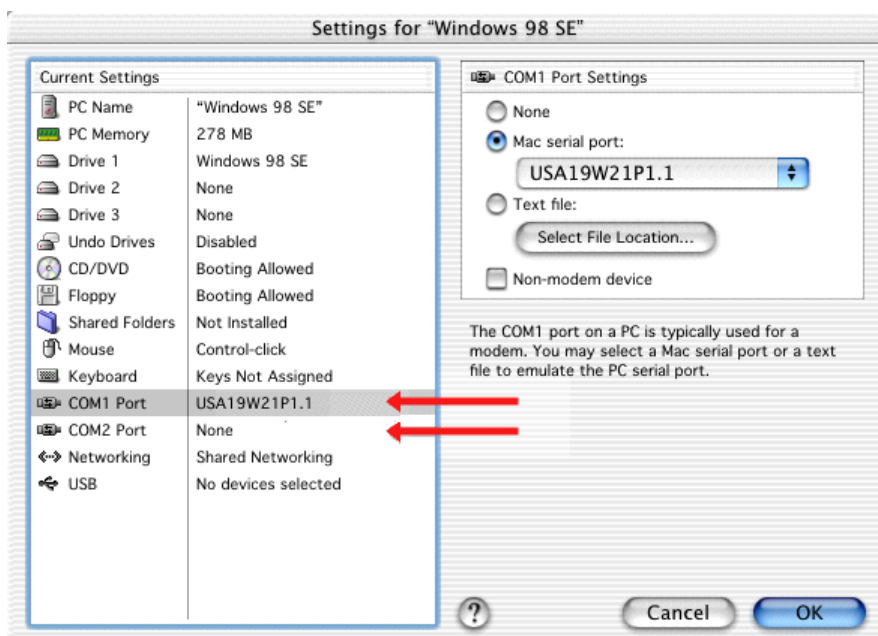 Settings for “Windows 98 SE”
Current Settings
PC Name “Windows 98 SE”
PC Memory 278 MB
Drive 1 Windows 98 SE
Drive 2 None
Drive 3 None
Undo Drives Disabled
CD/DVD Booting Allowed
Floppy Booting Allowed
Shared Folders Not Installed
Mouse Control-click
Keyboard Keys Not Assigned
COM1 Port USA19W21P1.1
COM2 Port None
Networking Shared Networking
USB No devices selected
COM1 Port Settings
None
Mac serial port:
USA19W21P1.1
Text file:
Select File Location...
Non-modem device
The COM1 port on a PC is typically used for a
modem. You may select a Mac serial port or a text
file to emulate the PC serial port.
?
Cancel
OK